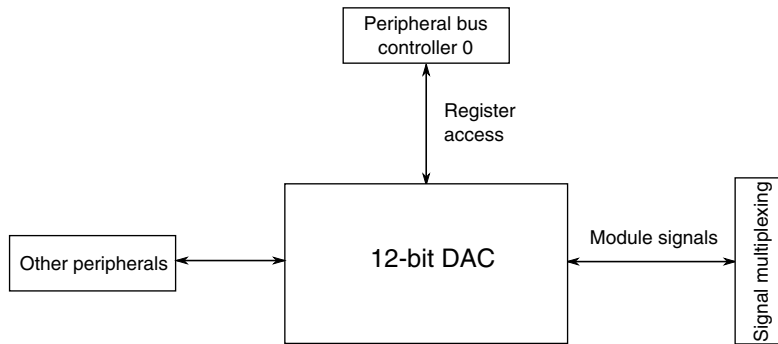 Peripheral bus
controller 0
Register
access
12-bit DAC
Other peripherals
Module signals
Signal multiplexing